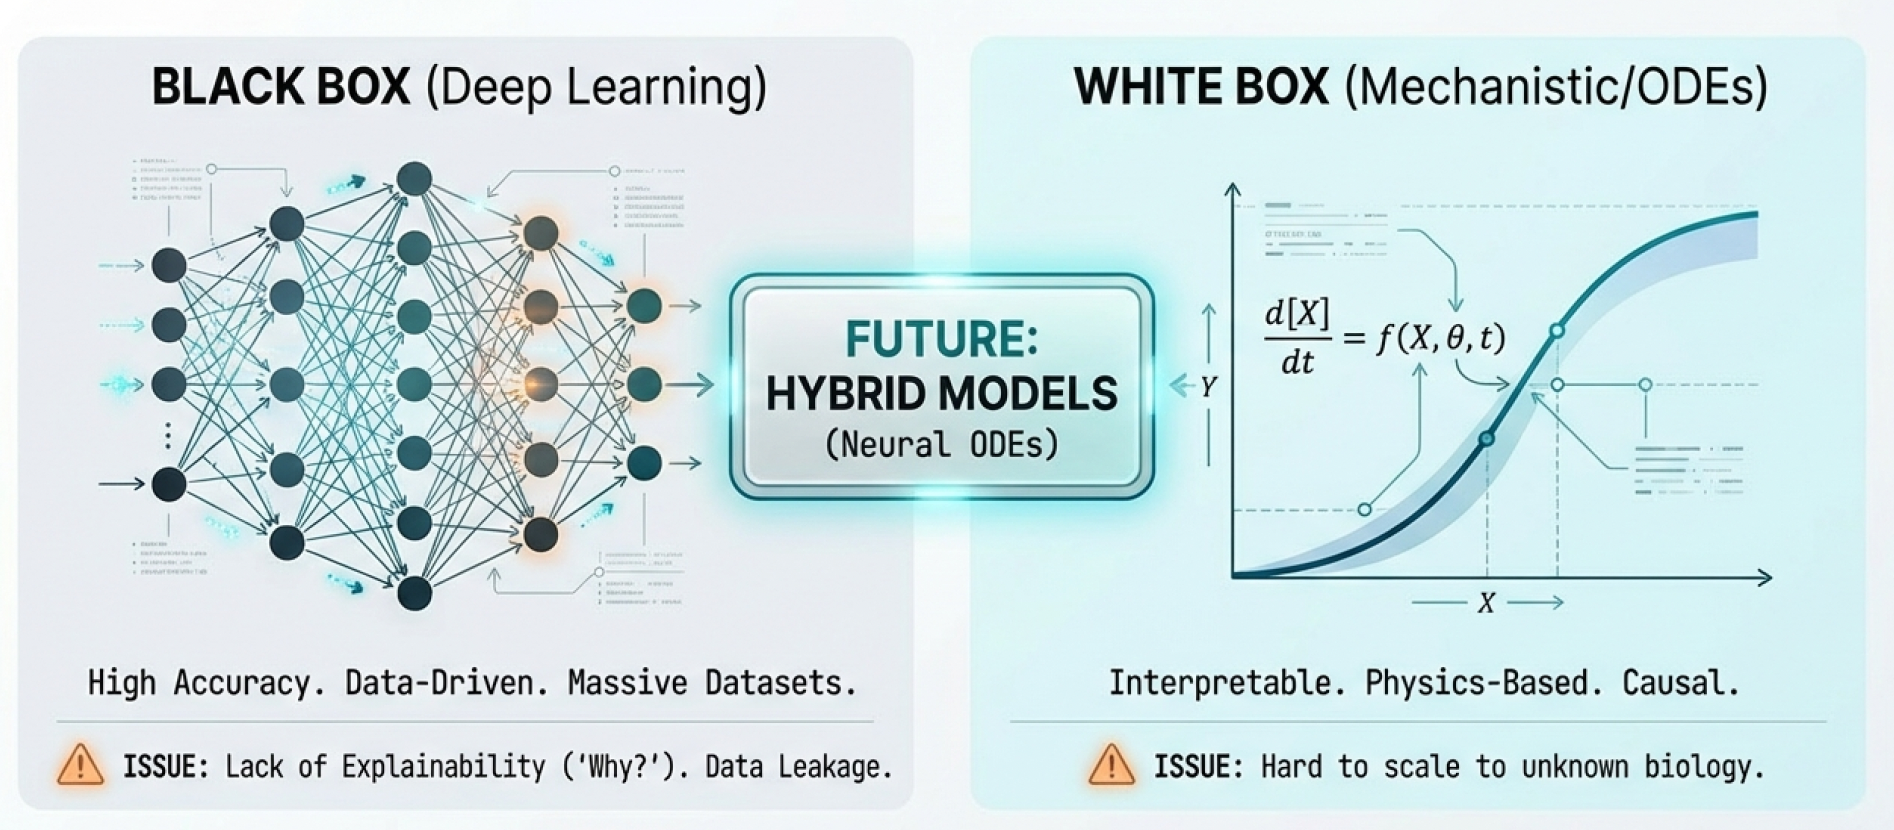 BLACK BOX (Deep Learning)
High Accuracy. Data-Driven. Massive Datasets.
ISSUE: Lack of Explainability ('Why?'). Data Leakage.
FUTURE:
HYBRID MODELS
(Neural ODEs)
WHITE BOX (Mechanistic/ODEs)
d[X]/dt = f(X, θ, t)
Y
X
Interpretable. Physics-Based. Causal.
ISSUE: Hard to scale to unknown biology.